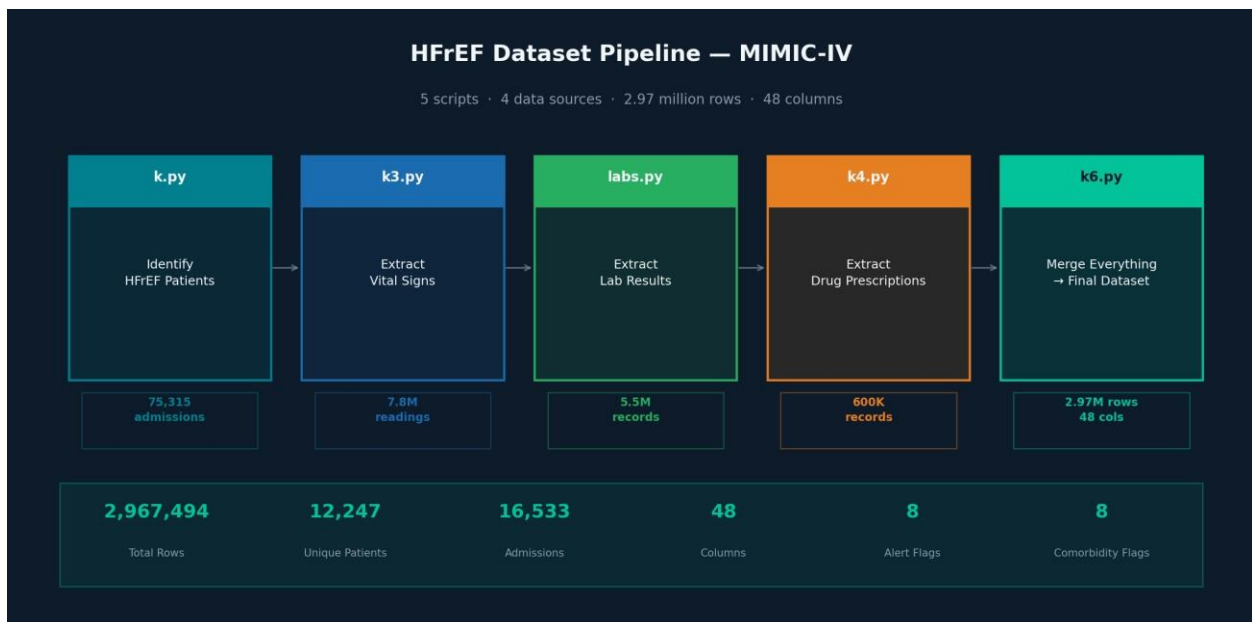 HFrEF Dataset Pipeline — MIMIC-IV
5 scripts · 4 data sources · 2.97 million rows · 48 columns
k.py
Identify
HFrEF Patients
75,315
admissions
k3.py
Extract
Vital Signs
7.8M
readings
labs.py
Extract
Lab Results
5.5M
records
k4.py
Extract
Drug Prescriptions
600K
records
k6.py
Merge Everything
→ Final Dataset
2.97M rows
48 cols
2,967,494
Total Rows
12,247
Unique Patients
16,533
Admissions
48
Columns
8
Alert Flags
8
Comorbidity Flags